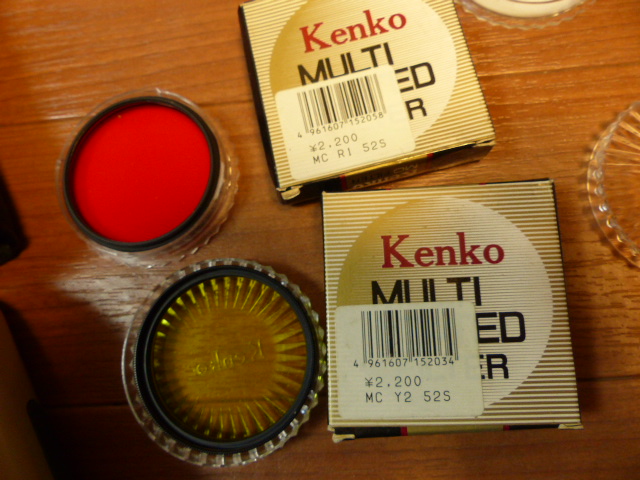 Kenko
MULTI
ED
R
4 961607 152058
¥2,200
MC R1 52S
Kenko
MULTI
ED
ER
4 961607 152034
¥2,200
MC Y2 52S
Kenko